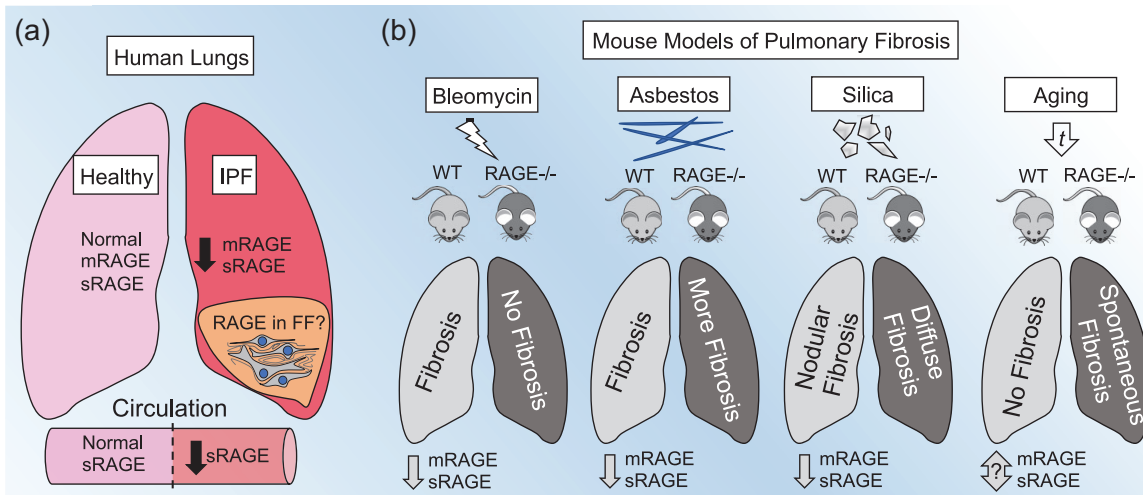 (a)
Human Lungs
Healthy
IPF
Normal
mRAGE
sRAGE
mRAGE
sRAGE
RAGE in FF?
Circulation
Normal
sRAGE
sRAGE
(b)
Mouse Models of Pulmonary Fibrosis
Bleomycin
Asbestos
Silica
Aging
t
WT
RAGE-/-
WT
RAGE-/-
WT
RAGE-/-
WT
RAGE-/-
Fibrosis
No Fibrosis
Fibrosis
More Fibrosis
Nodular
Fibrosis
Diffuse
Fibrosis
No Fibrosis
Spontaneous
Fibrosis
mRAGE
sRAGE
mRAGE
sRAGE
mRAGE
sRAGE
?
mRAGE
sRAGE